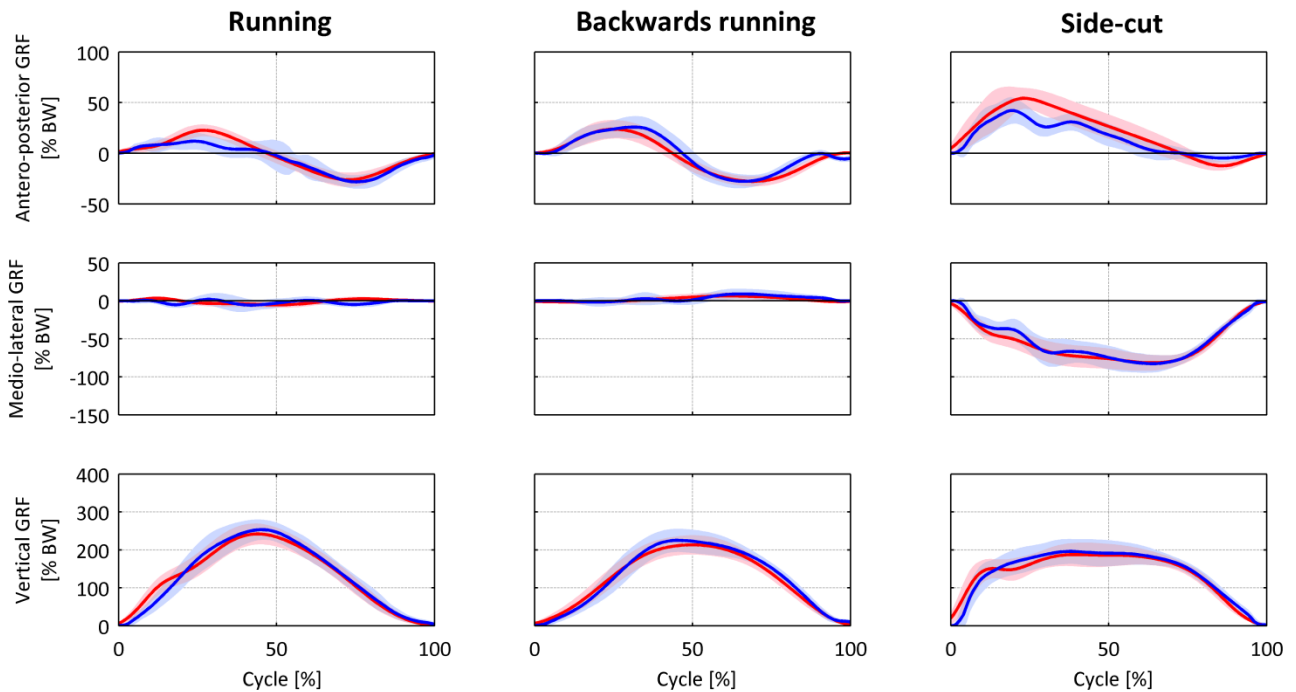 Running
Backwards running
Side-cut
Antero-posterior GRF
[% BW]
100
50
0
-50
Medio-lateral GRF
[% BW]
50
0
-50
-100
-150
Vertical GRF
[% BW]
400
300
200
100
0
0
50
100
0
50
100
0
50
100
Cycle [%]
Cycle [%]
Cycle [%]